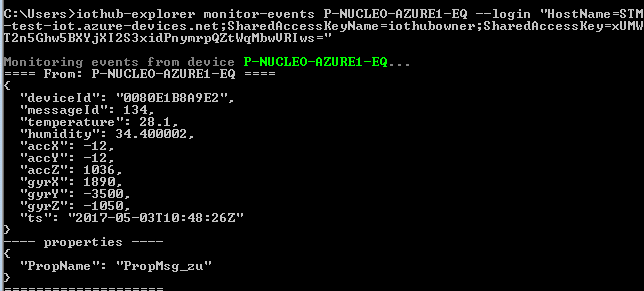 C:\Users>iothub-explorer monitor-events P-NUCLEO-AZURE1-EQ --login "HostName=STM
-test-iot.azure-devices.net;SharedAccessKeyName=iothubowner;SharedAccessKey=xUMW
T2n5Ghw5BXYjXI2S3xidPnymrpQZtWqMbwVRIws="
Monitoring events from device P-NUCLEO-AZURE1-EQ...
==== From: P-NUCLEO-AZURE1-EQ ====
{
"deviceId": "0080E1B8A9E2",
"messageId": 134,
"temperature": 28.1,
"humidity": 34.400002,
"accX": -12,
"accY": -12,
"accZ": 1036,
"gyrX": 1890,
"gyrY": -3500,
"gyrZ": -1050,
"ts": "2017-05-03T10:48:26Z"
}
---- properties ----
{
"PropName": "PropMsg_zu"
}
====================